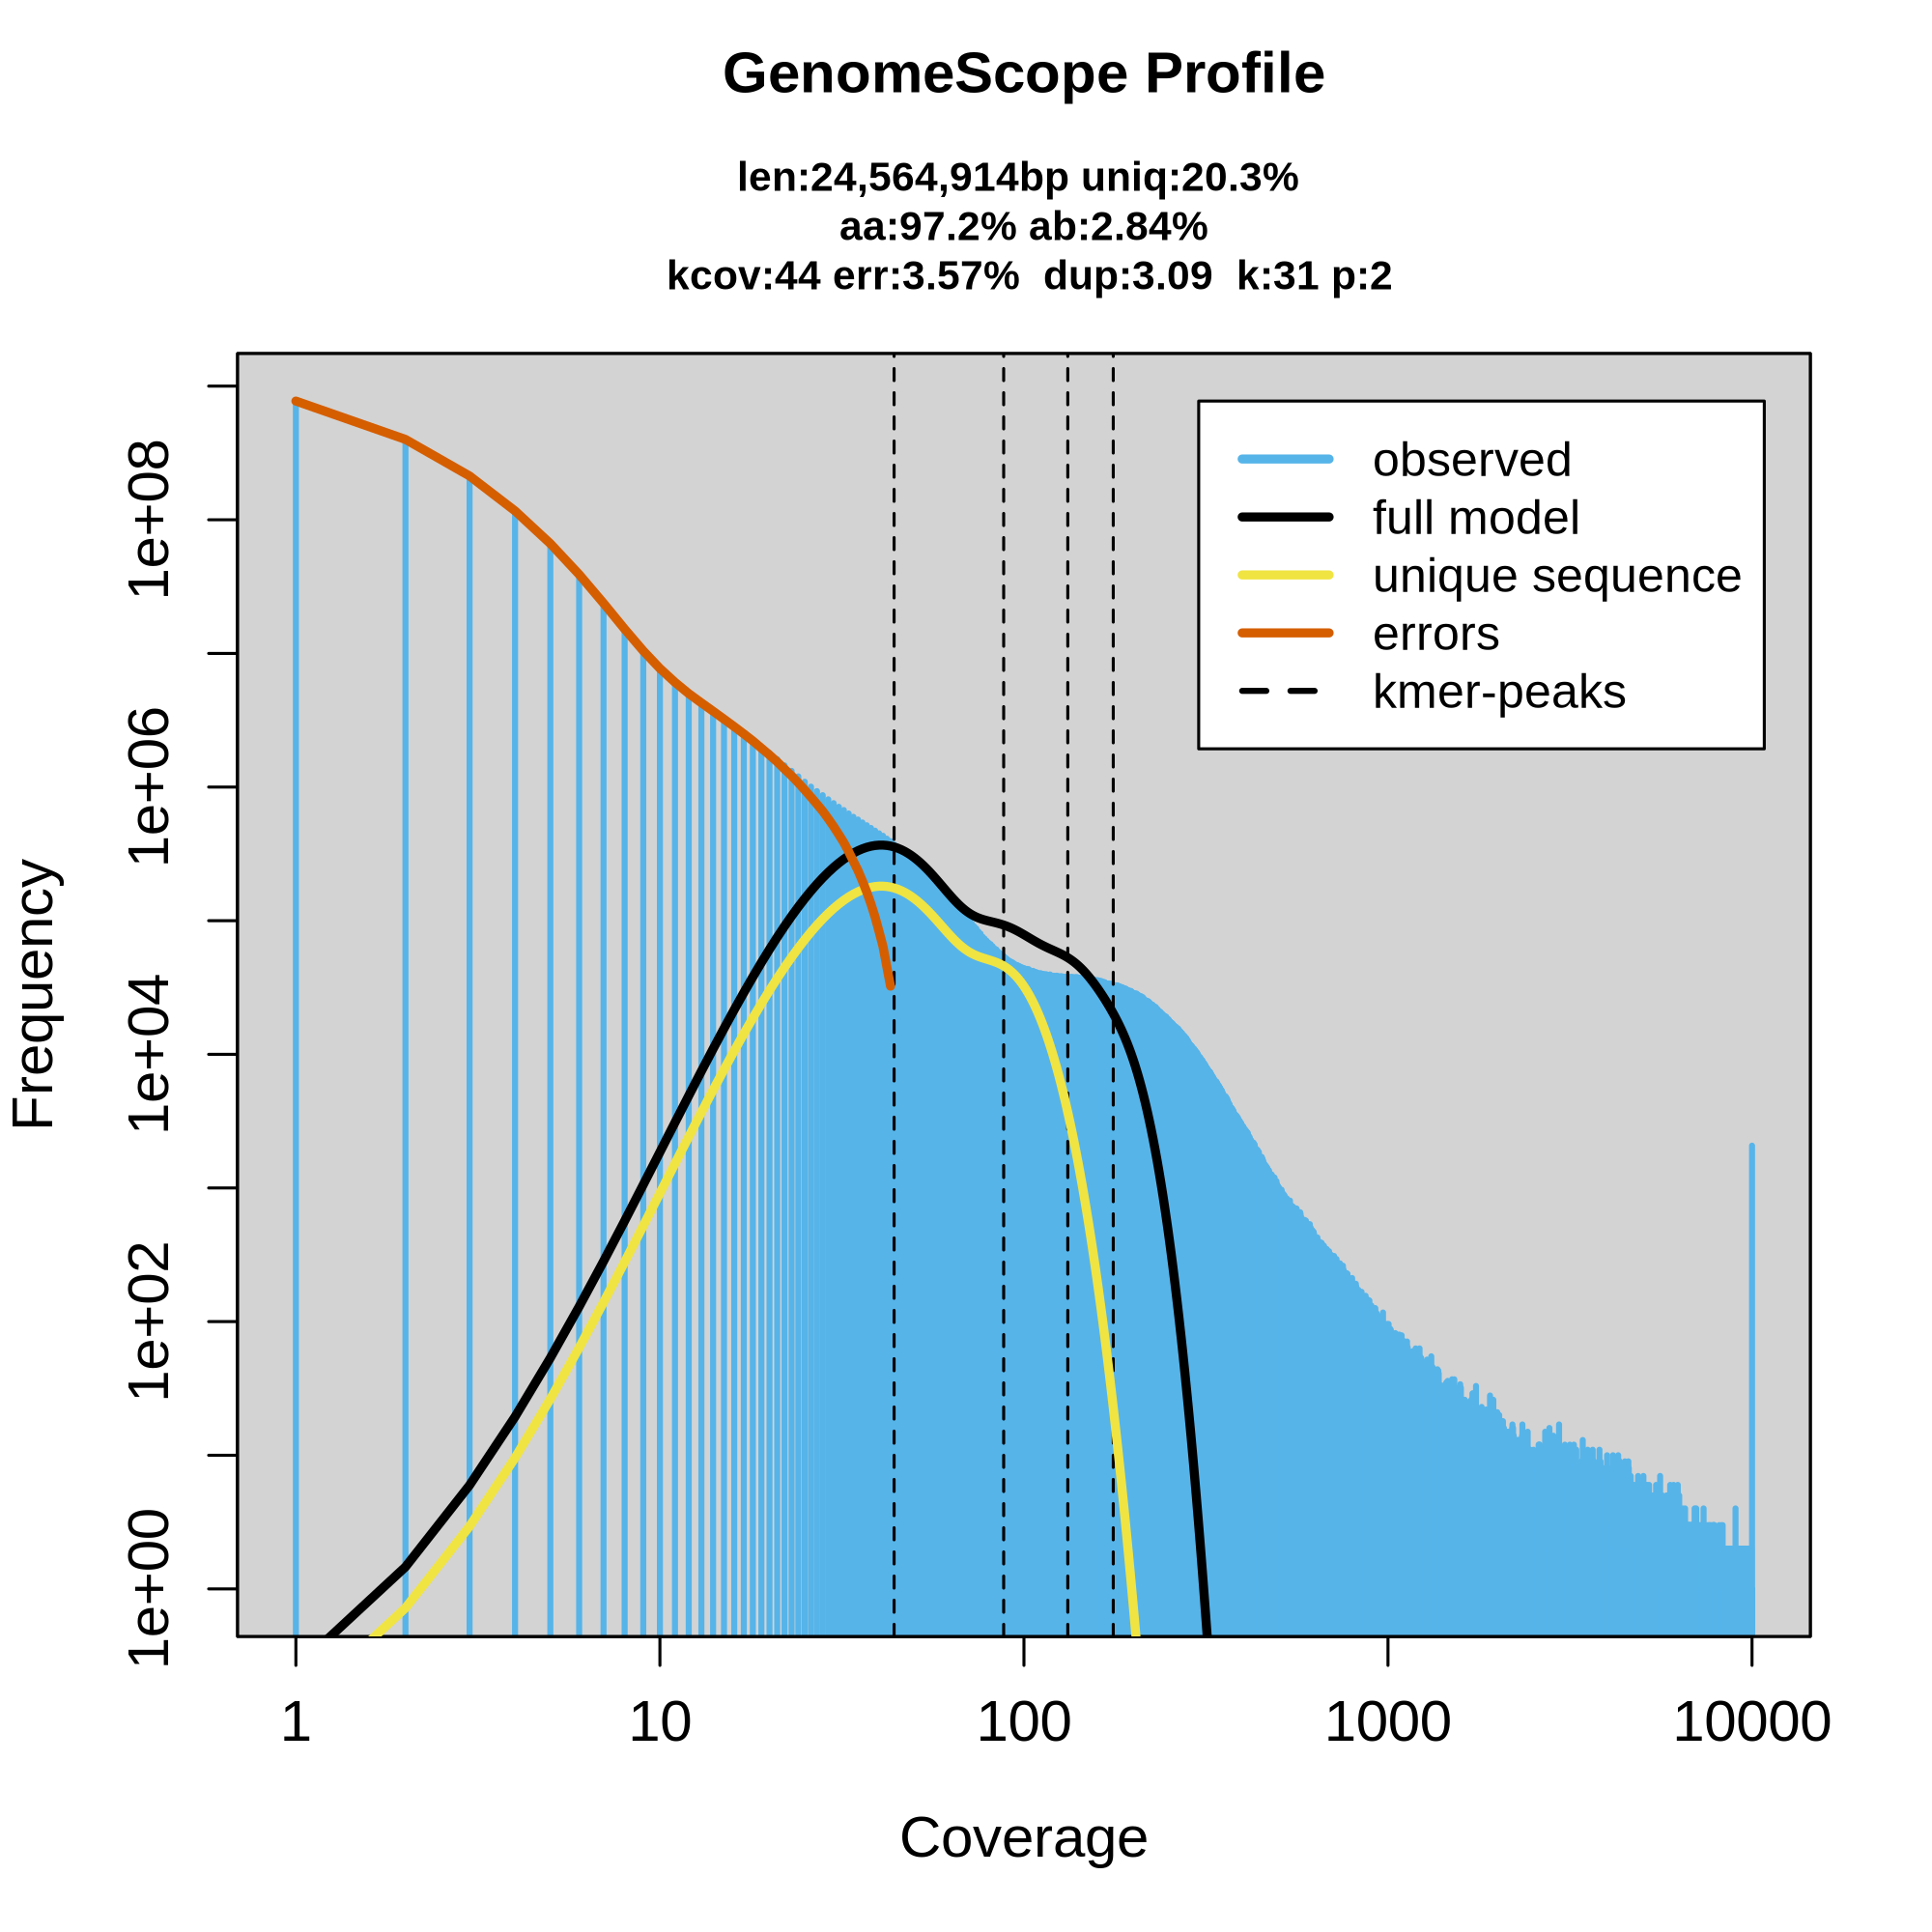 GenomeScope Profile
len:24,564,914bp uniq:20.3%
aa:97.2% ab:2.84%
kcov:44 err:3.57% dup:3.09 k:31 p:2
observed
full model
unique sequence
errors
kmer-peaks
Frequency
1e+08
1e+06
1e+04
1e+02
1e+00
1 10 100 1000 10000
Coverage